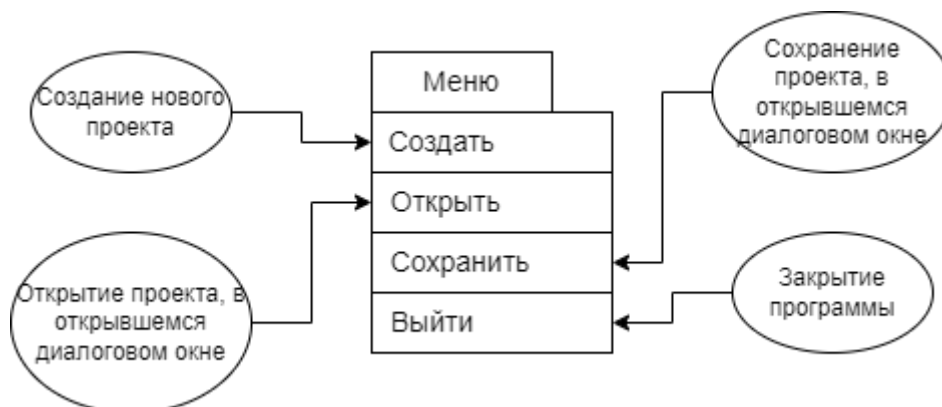 Создание нового
проекта
Открытие проекта, в
открывшемся
диалоговом окне
Меню
Создать
Открыть
Сохранить
Выйти
Сохранение
проекта, в
открывшемся
диалоговом окне
Закрытие
программы